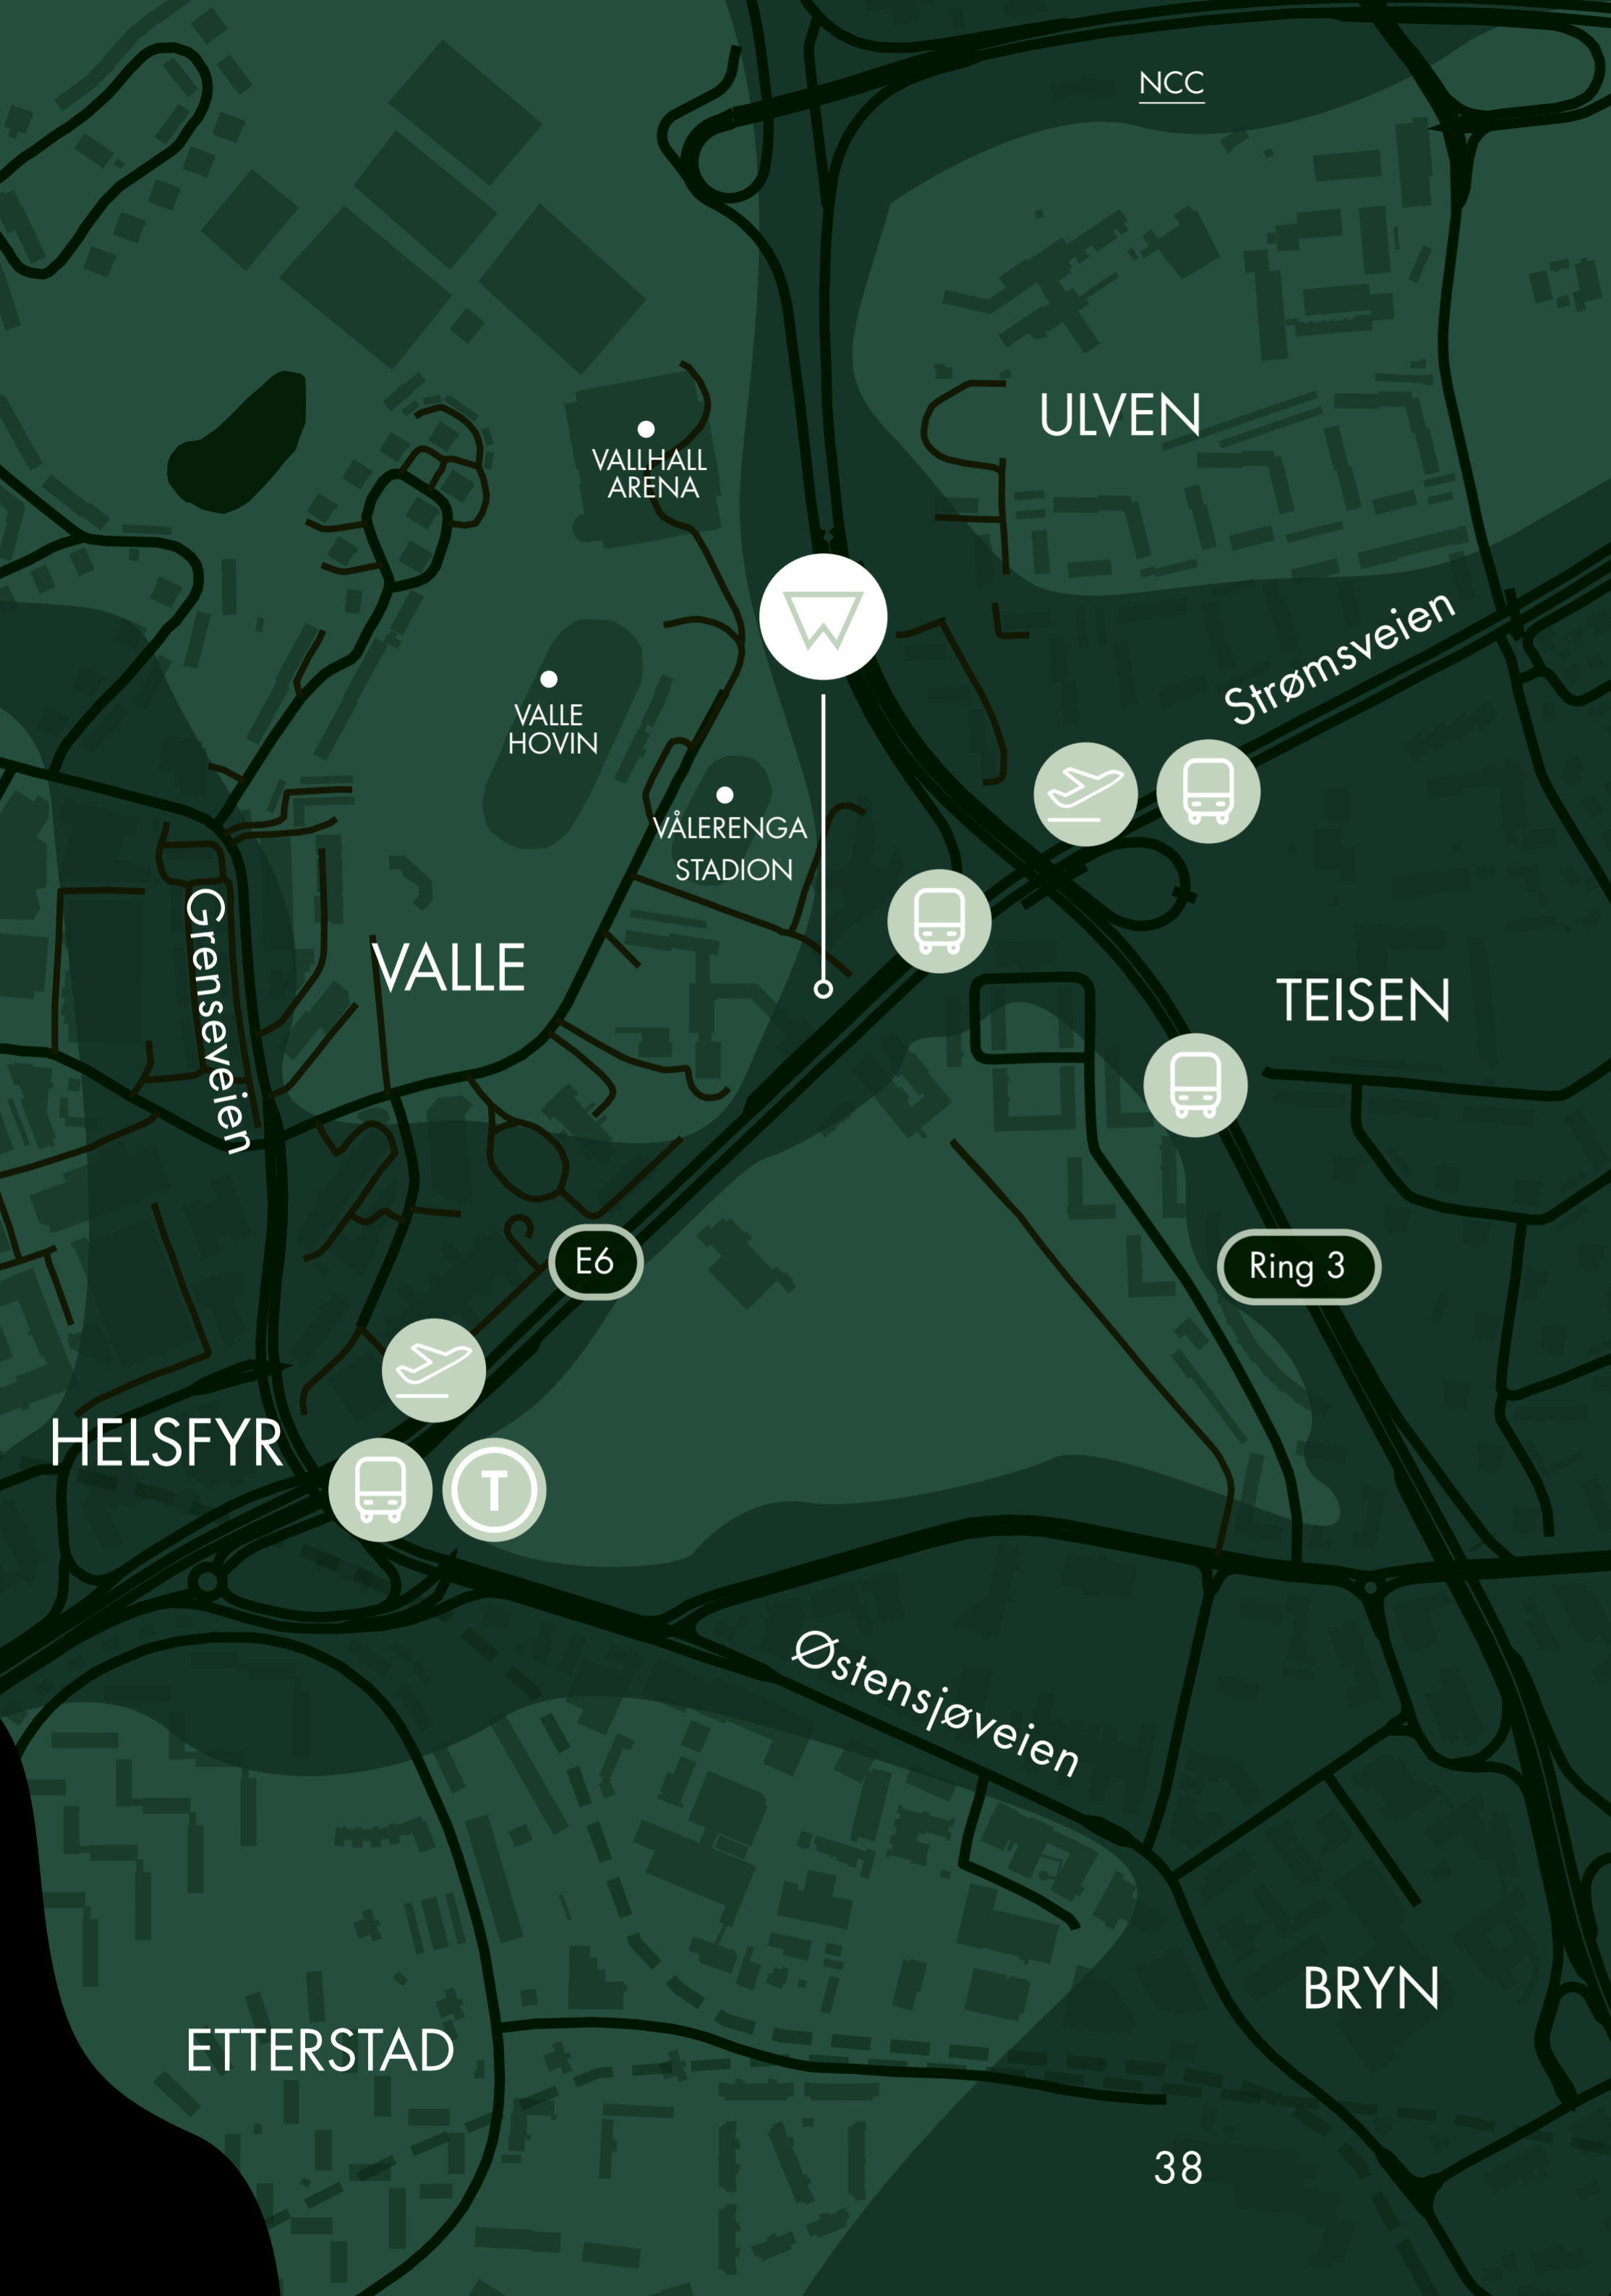 NCC
ULVEN
VALLHALL
ARENA
Strømsveien
VALLE
HOVIN
VÅLERENGA
STADION
Grenseveien
VALLE
TEISEN
E6
Ring 3
HELSFYR
T
Østensjøveien
BRYN
ETTERSTAD
38